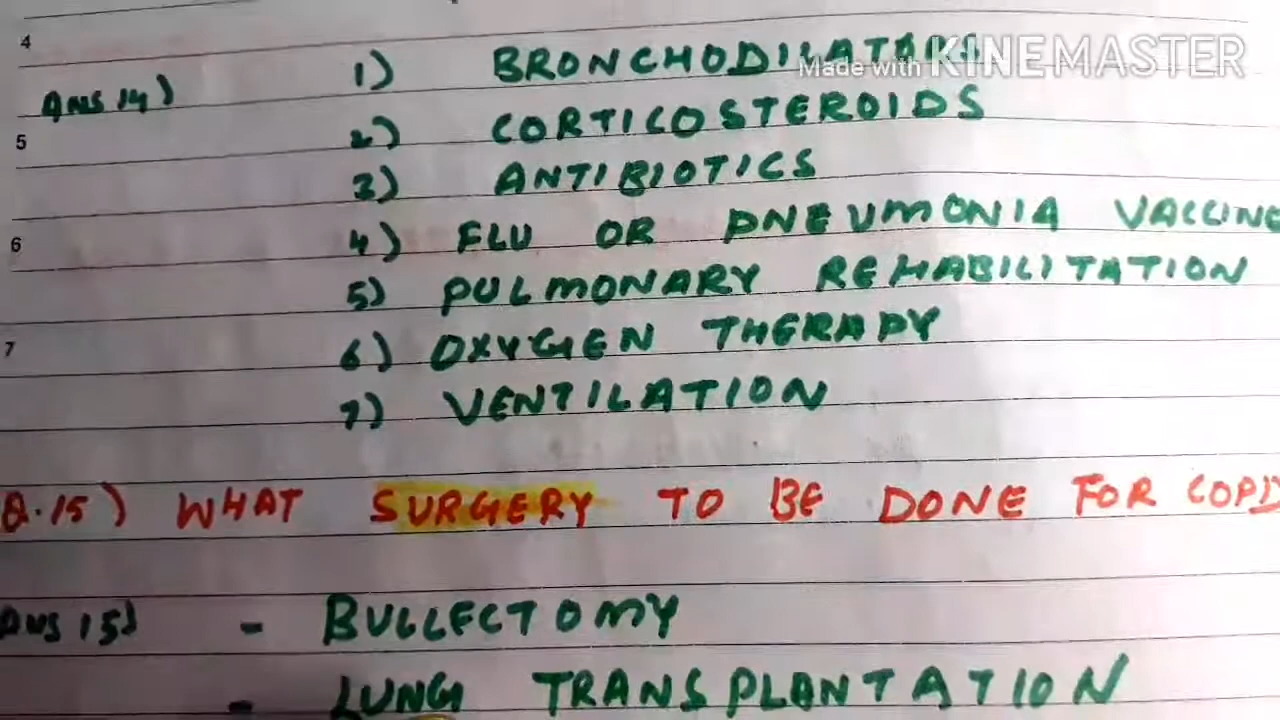 4
1) BRONCHODILATARS
Made with KINEMASTER
Ans 14)
5
2) CORTICOSTEROIDS
3) ANTIBIOTICS
6
4) FLU OR PNEUMONIA VACCINE
5) PULMONARY REHABILITATION
7
6) OXYGEN THERAPY
7) VENTILATION
Q.15) WHAT SURGERY TO BE DONE FOR COPD
Ans 15) - BULLECTOMY
- LUNG TRANSPLANTATION